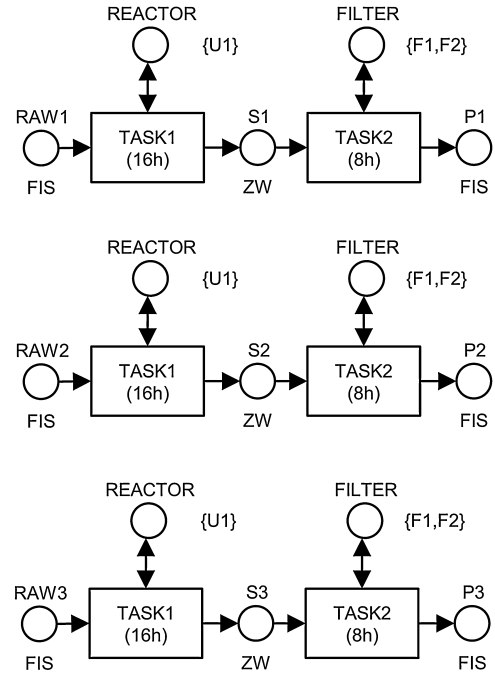 REACTOR FILTER
{U1} {F1,F2}
RAW1 S1 P1
TASK1 TASK2
(16h) (8h)
FIS ZW FIS
REACTOR FILTER
{U1} {F1,F2}
RAW2 S2 P2
TASK1 TASK2
(16h) (8h)
FIS ZW FIS
REACTOR FILTER
{U1} {F1,F2}
RAW3 S3 P3
TASK1 TASK2
(16h) (8h)
FIS ZW FIS